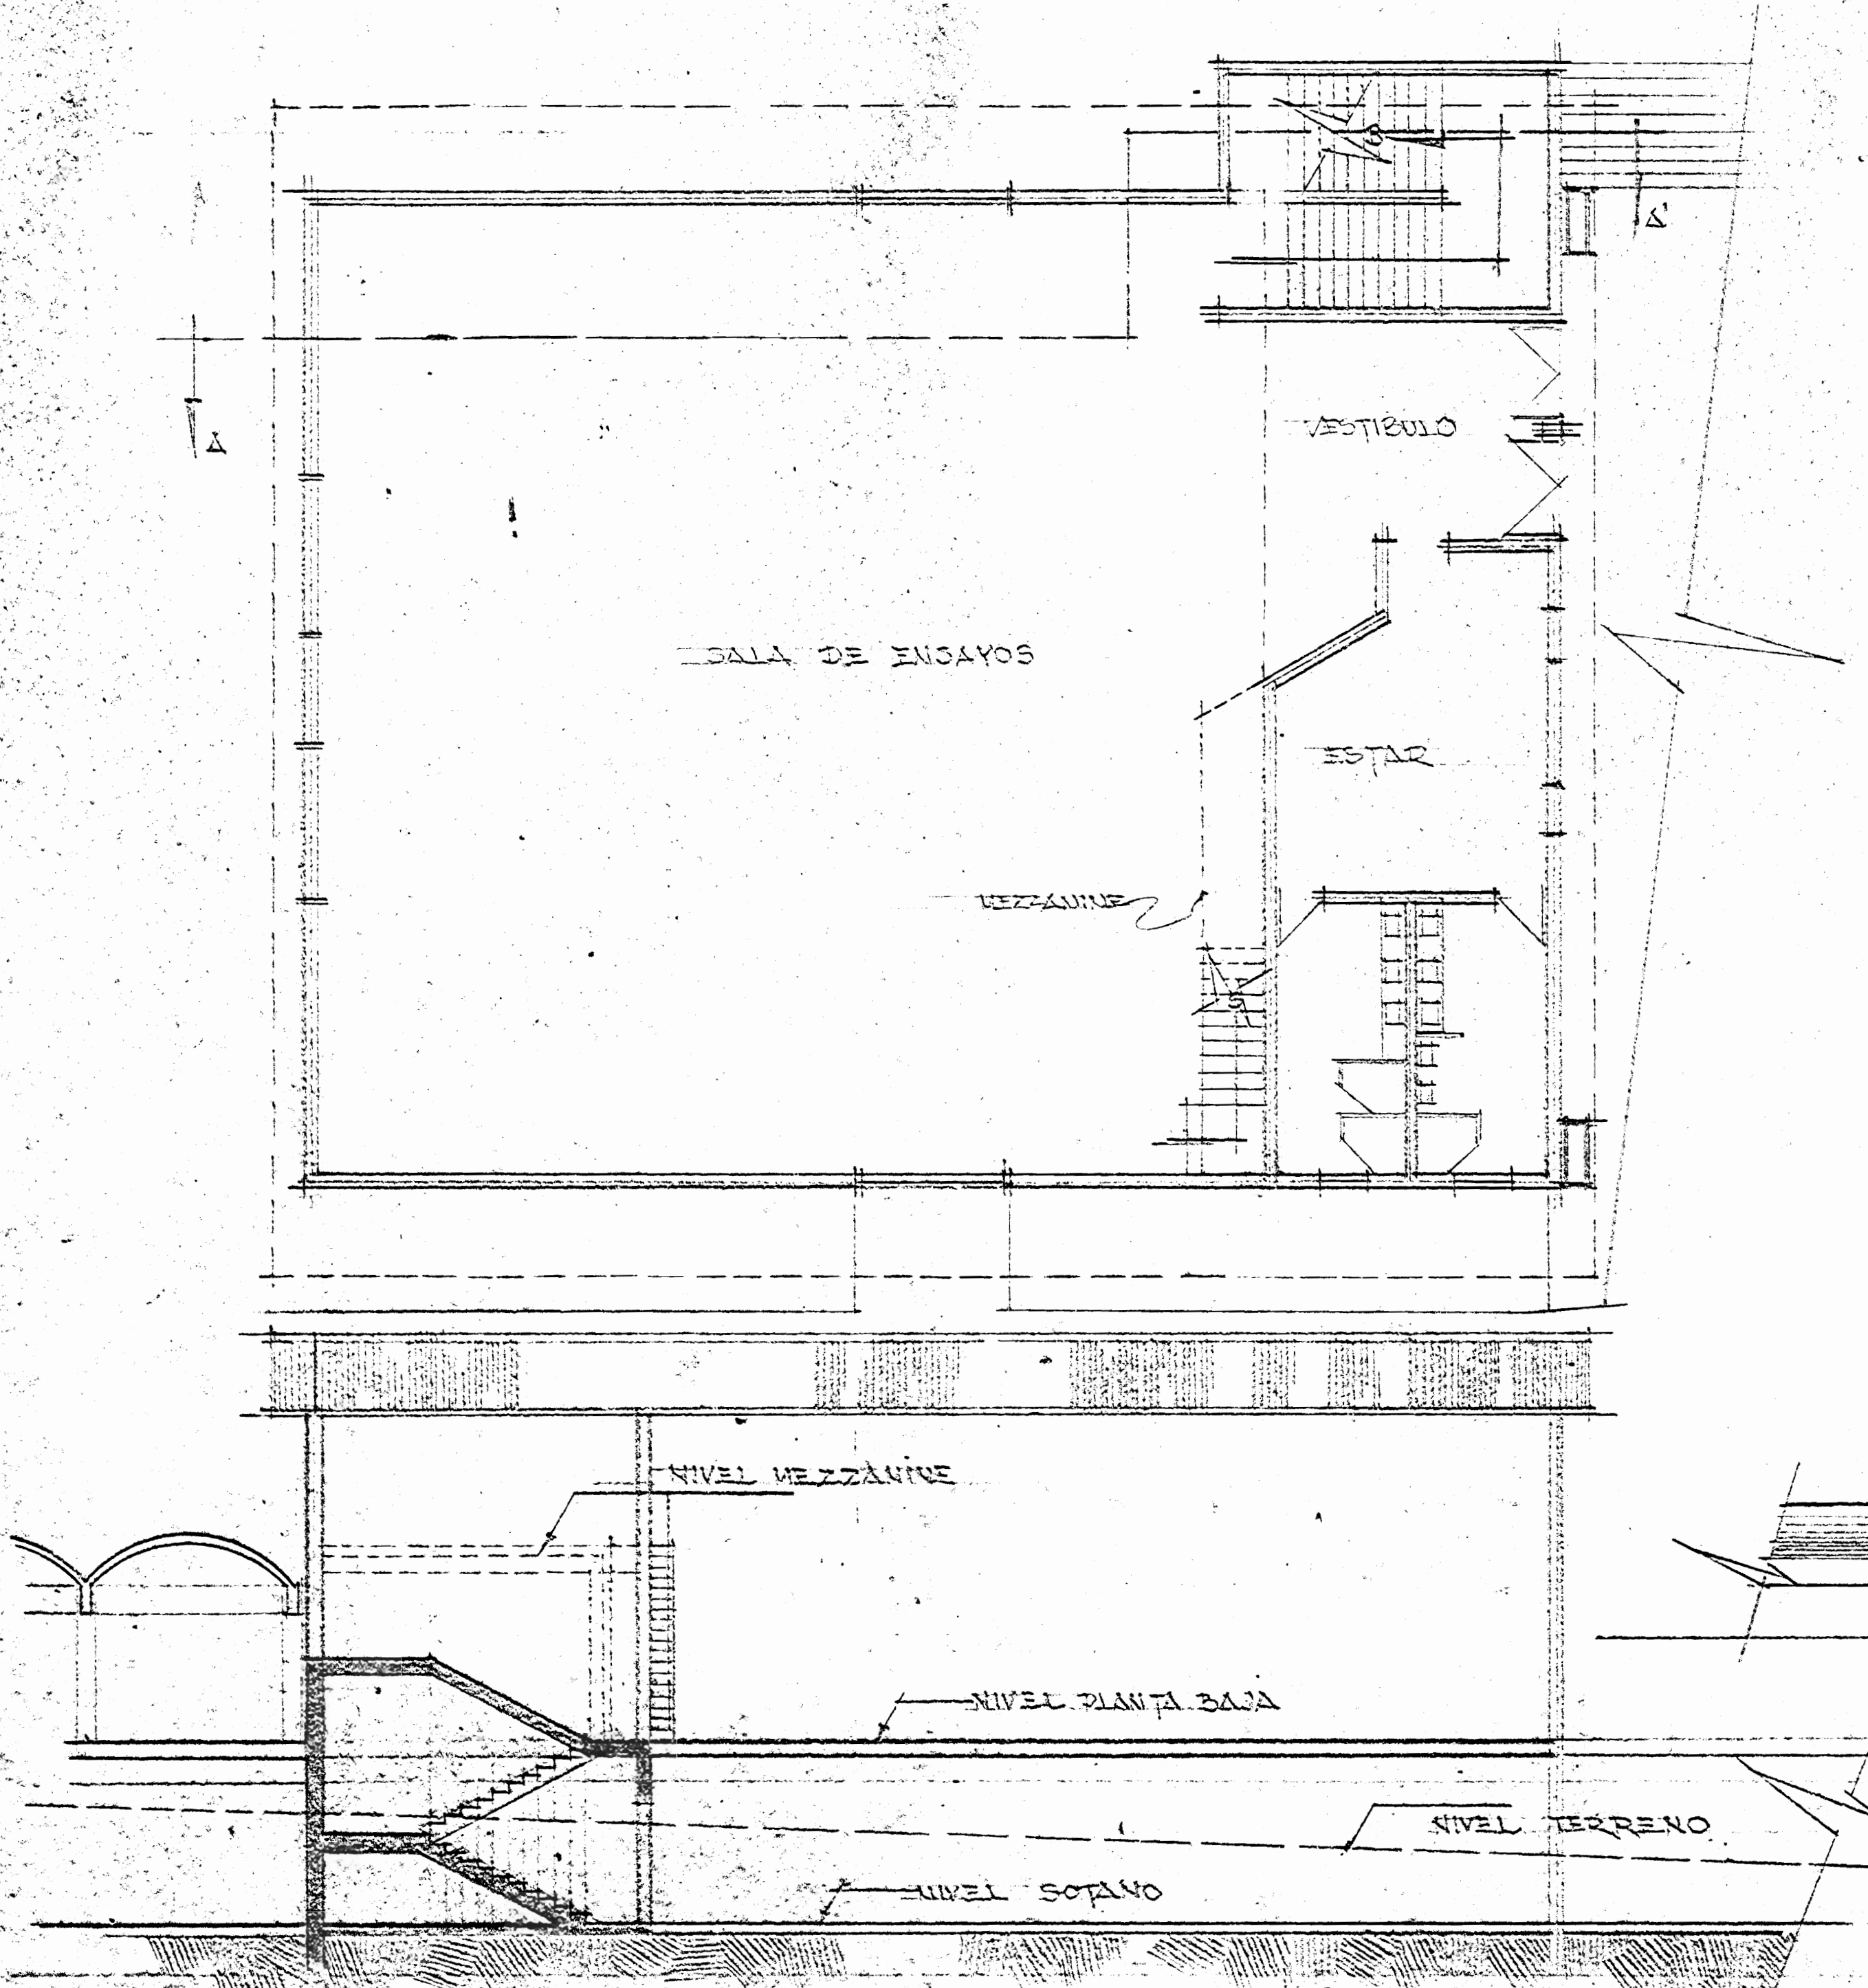 B
A'
VESTIBULO
A
SALA DE ENSAYOS
ESTAR
MEZZANINE
S
NIVEL MEZZANINE
NIVEL PLANTA BAJA
NIVEL TERRENO
NIVEL SOTANO